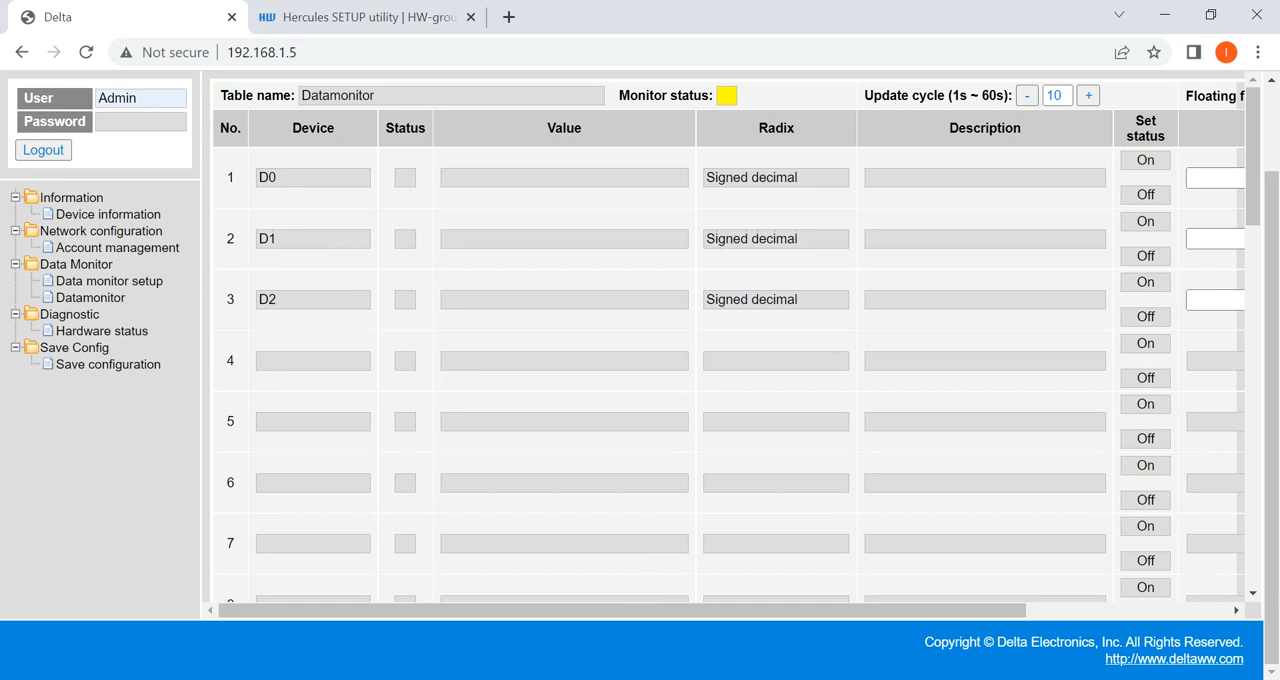 Delta
HW Hercules SETUP utility | HW-grou
Not secure 192.168.1.5
I
User Admin
Password
Logout
Information
Device information
Network configuration
Account management
Data Monitor
Data monitor setup
Datamonitor
Diagnostic
Hardware status
Save Config
Save configuration
Table name: Datamonitor Monitor status: Update cycle (1s ~ 60s): - 10 + Floating f
No. Device Status Value Radix Description Set status
1 D0 Signed decimal On
Off
2 D1 Signed decimal On
Off
3 D2 Signed decimal On
Off
4 On
Off
5 On
Off
6 On
Off
7 On
Off
On
Copyright © Delta Electronics, Inc. All Rights Reserved.
http://www.deltaww.com